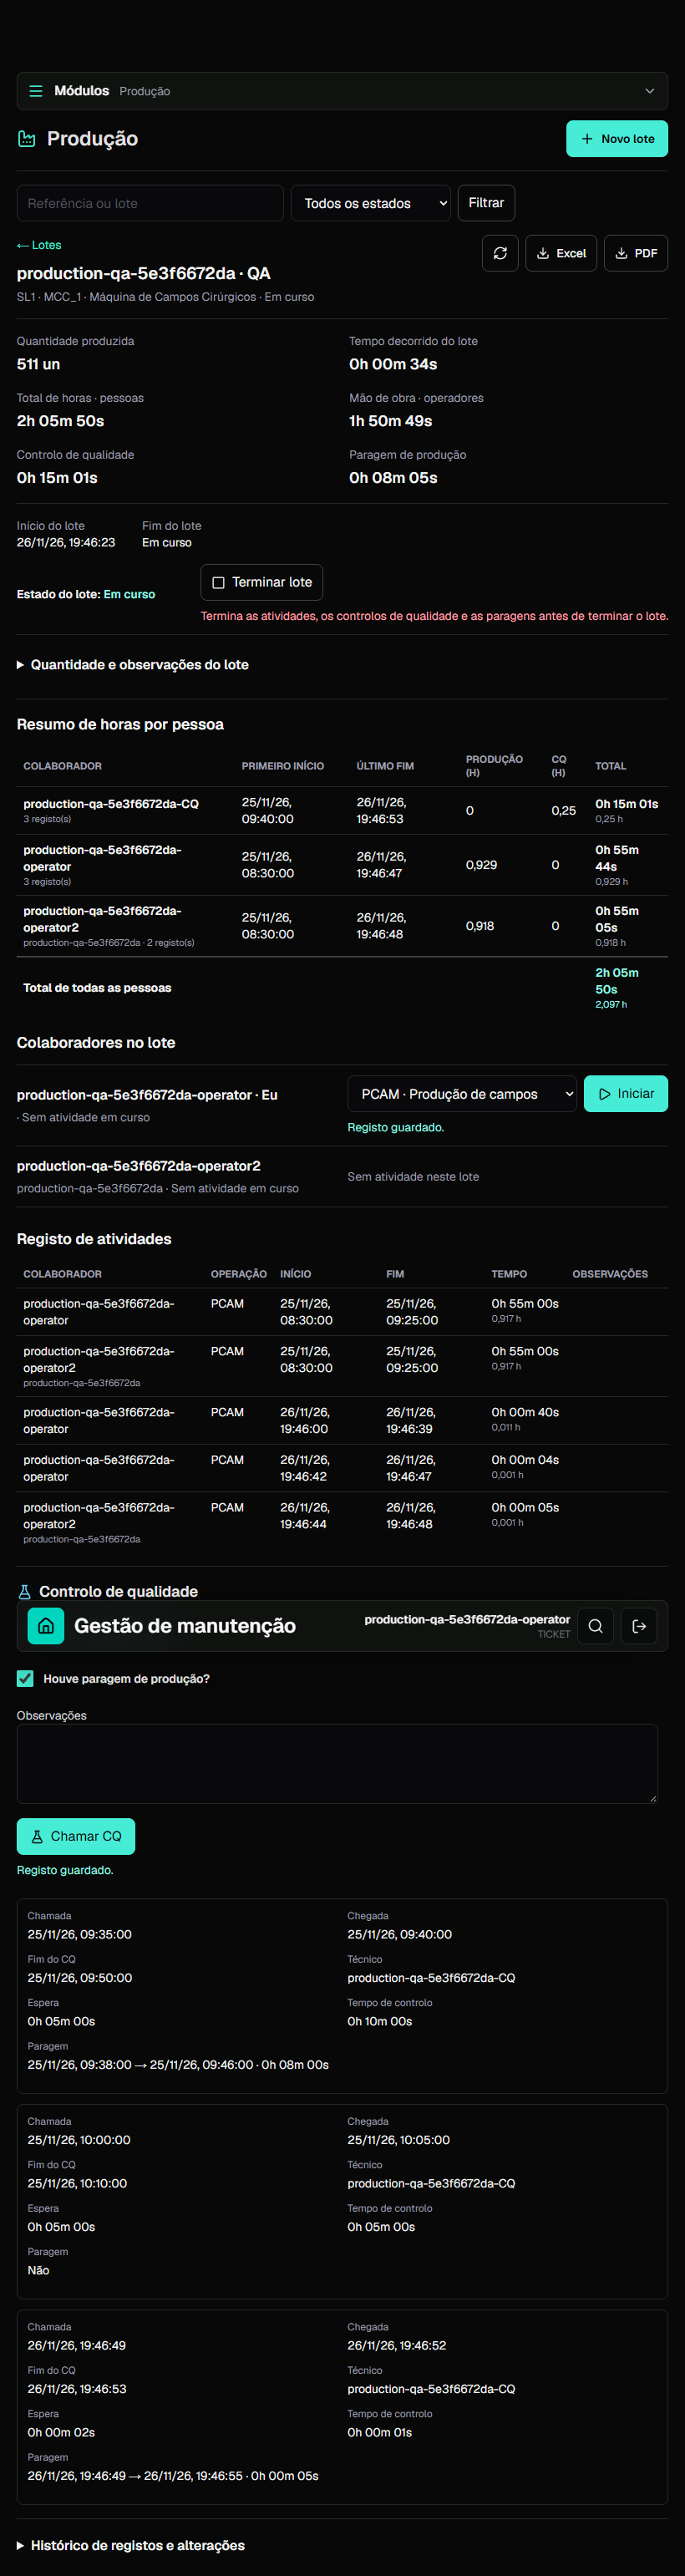 Módulos Produção
Produção
Novo lote
Referência ou lote
Todos os estados
Filtrar
← Lotes
Excel
PDF
production-qa-5e3f6672da · QA
SL1 · MCC_1 · Máquina de Campos Cirúrgicos · Em curso
Quantidade produzida
511 un
Tempo decorrido do lote
0h 00m 34s
Total de horas · pessoas
2h 05m 50s
Mão de obra · operadores
1h 50m 49s
Controlo de qualidade
0h 15m 01s
Paragem de produção
0h 08m 05s
Início do lote
26/11/26, 19:46:23
Fim do lote
Em curso
Estado do lote: Em curso
Terminar lote
Termina as atividades, os controlos de qualidade e as paragens antes de terminar o lote.
Quantidade e observações do lote
Resumo de horas por pessoa
COLABORADOR
PRIMEIRO INÍCIO
ÚLTIMO FIM
PRODUÇÃO
(H)
CQ
(H)
TOTAL
production-qa-5e3f6672da-CQ
3 registo(s)
25/11/26,
09:40:00
26/11/26,
19:46:53
0
0,25
0h 15m 01s
0,25 h
production-qa-5e3f6672da-
operator
3 registo(s)
25/11/26,
08:30:00
26/11/26,
19:46:47
0,929
0
0h 55m
44s
0,929 h
production-qa-5e3f6672da-
operator2
production-qa-5e3f6672da · 2 registo(s)
25/11/26,
08:30:00
26/11/26,
19:46:48
0,918
0
0h 55m
05s
0,918 h
Total de todas as pessoas
2h 05m
50s
2,097 h
Colaboradores no lote
production-qa-5e3f6672da-operator · Eu
· Sem atividade em curso
PCAM · Produção de campos
Iniciar
Registo guardado.
production-qa-5e3f6672da-operator2
production-qa-5e3f6672da · Sem atividade em curso
Sem atividade neste lote
Registo de atividades
COLABORADOR
OPERAÇÃO
INÍCIO
FIM
TEMPO
OBSERVAÇÕES
production-qa-5e3f6672da-
operator
PCAM
25/11/26,
08:30:00
25/11/26,
09:25:00
0h 55m 00s
0,917 h
production-qa-5e3f6672da-
operator2
production-qa-5e3f6672da
PCAM
25/11/26,
08:30:00
25/11/26,
09:25:00
0h 55m 00s
0,917 h
production-qa-5e3f6672da-
operator
PCAM
26/11/26,
19:46:00
26/11/26,
19:46:39
0h 00m 40s
0,011 h
production-qa-5e3f6672da-
operator
PCAM
26/11/26,
19:46:42
26/11/26,
19:46:47
0h 00m 04s
0,001 h
production-qa-5e3f6672da-
operator2
production-qa-5e3f6672da
PCAM
26/11/26,
19:46:44
26/11/26,
19:46:48
0h 00m 05s
0,001 h
Controlo de qualidade
Gestão de manutenção
production-qa-5e3f6672da-operator
TICKET
Houve paragem de produção?
Observações
Chamar CQ
Registo guardado.
Chamada
25/11/26, 09:35:00
Chegada
25/11/26, 09:40:00
Fim do CQ
25/11/26, 09:50:00
Técnico
production-qa-5e3f6672da-CQ
Espera
0h 05m 00s
Tempo de controlo
0h 10m 00s
Paragem
25/11/26, 09:38:00 → 25/11/26, 09:46:00 · 0h 08m 00s
Chamada
25/11/26, 10:00:00
Chegada
25/11/26, 10:05:00
Fim do CQ
25/11/26, 10:10:00
Técnico
production-qa-5e3f6672da-CQ
Espera
0h 05m 00s
Tempo de controlo
0h 05m 00s
Paragem
Não
Chamada
26/11/26, 19:46:49
Chegada
26/11/26, 19:46:52
Fim do CQ
26/11/26, 19:46:53
Técnico
production-qa-5e3f6672da-CQ
Espera
0h 00m 02s
Tempo de controlo
0h 00m 01s
Paragem
26/11/26, 19:46:49 → 26/11/26, 19:46:55 · 0h 00m 05s
Histórico de registos e alterações